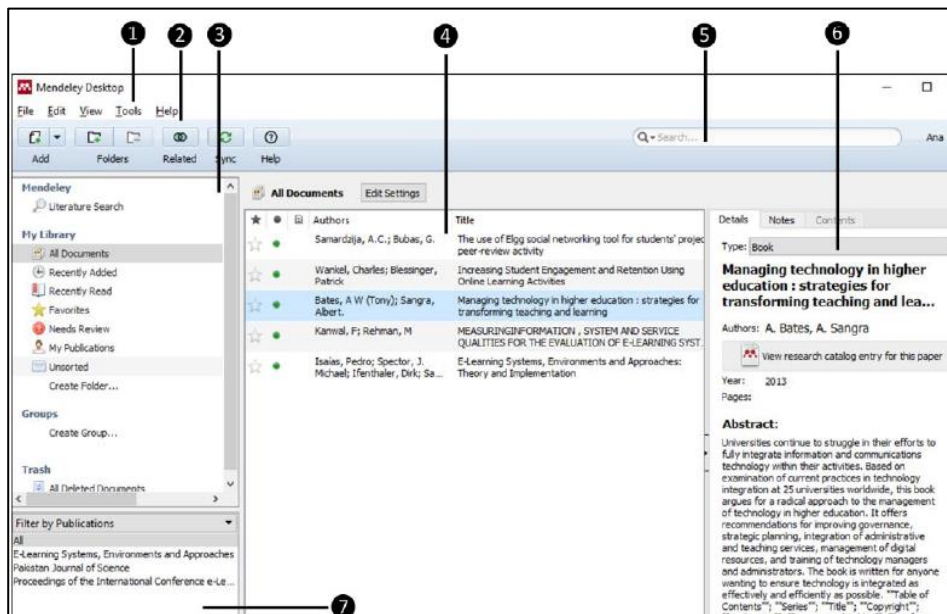 1 2 3 4 5 6
Mendeley Desktop
File Edit View Tools Help
Search...
Ana
Add Folders Related Sync Help
Mendeley
Literature Search
My Library
All Documents
Recently Added
Recently Read
Favorites
Needs Review
My Publications
Unsorted
Create Folder...
Groups
Create Group...
Trash
All Deleted Documents
Filter by Publications
All
E-Learning Systems, Environments and Approaches
Pakistan Journal of Science
Proceedings of the International Conference e-Le...
7
All Documents Edit Settings
Authors Title
Samardzija, A.C.; Bubas, G. The use of Elgg social networking tool for students' projec
peer-review activity
Wankel, Charles; Blessinger, Increasing Student Engagement and Retention Using
Patrick Online Learning Activities
Bates, A W (Tony); Sangra, Managing technology in higher education : strategies for
Albert. transforming teaching and learning
Kanwal, F; Rehman, M MEASURINGINFORMATION , SYSTEM AND SERVICE
QUALITIES FOR THE EVALUATION OF E-LEARNING SYST...
Isaias, Pedro; Spector, J. E-Learning Systems, Environments and Approaches:
Michael; Ifenthaler, Dirk; Sa... Theory and Implementation
Details Notes Contents
Type: Book
Managing technology in higher
education : strategies for
transforming teaching and lea...
Authors: A. Bates, A. Sangra
View research catalog entry for this paper
Year: 2013
Pages:
Abstract:
Universities continue to struggle in their efforts to
fully integrate information and communications
technology within their activities. Based on
examination of current practices in technology
integration at 25 universities worldwide, this book
argues for a radical approach to the management
of technology in higher education. It offers
recommendations for improving governance,
strategic planning, integration of administrative
and teaching services, management of digital
resources, and training of technology managers
and administrators. The book is written for anyone
wanting to ensure technology is integrated as
effectively and efficiently as possible. ""Table of
Contents""; ""Series""; ""Title""; ""Copyright"";